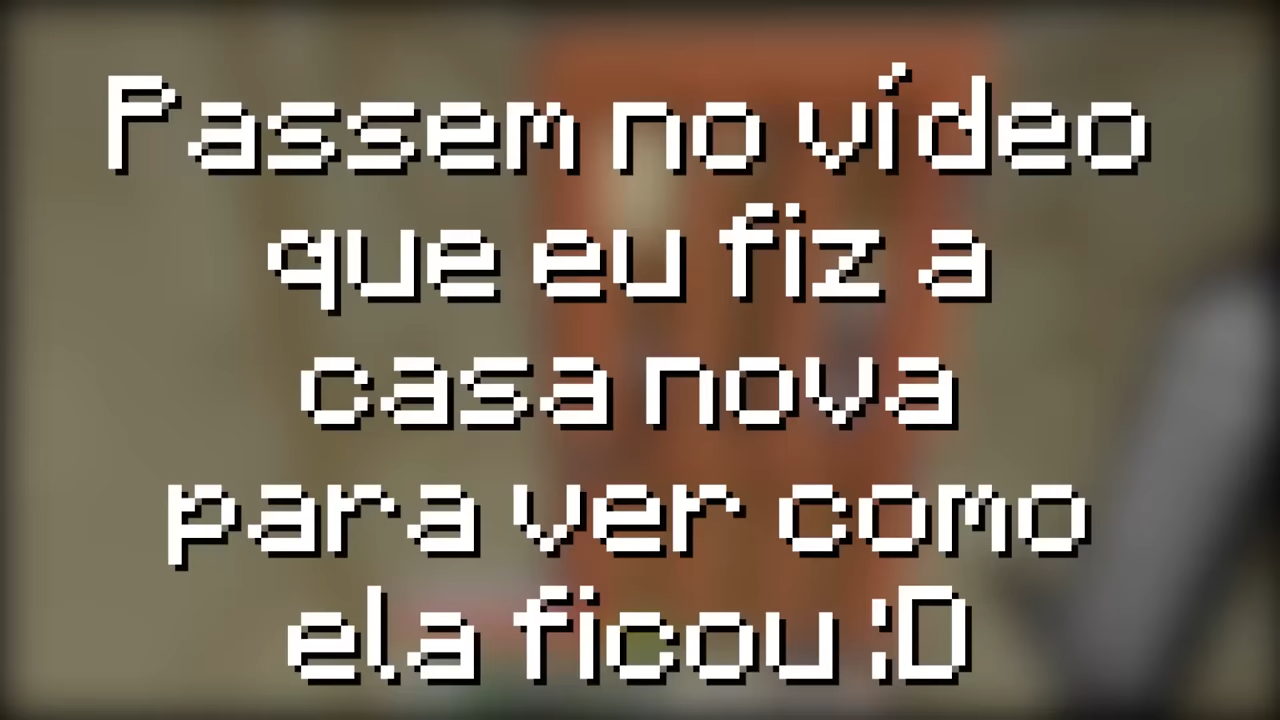 Passem no vídeo
que eu fiz a
casa nova
para ver como
ela ficou :D